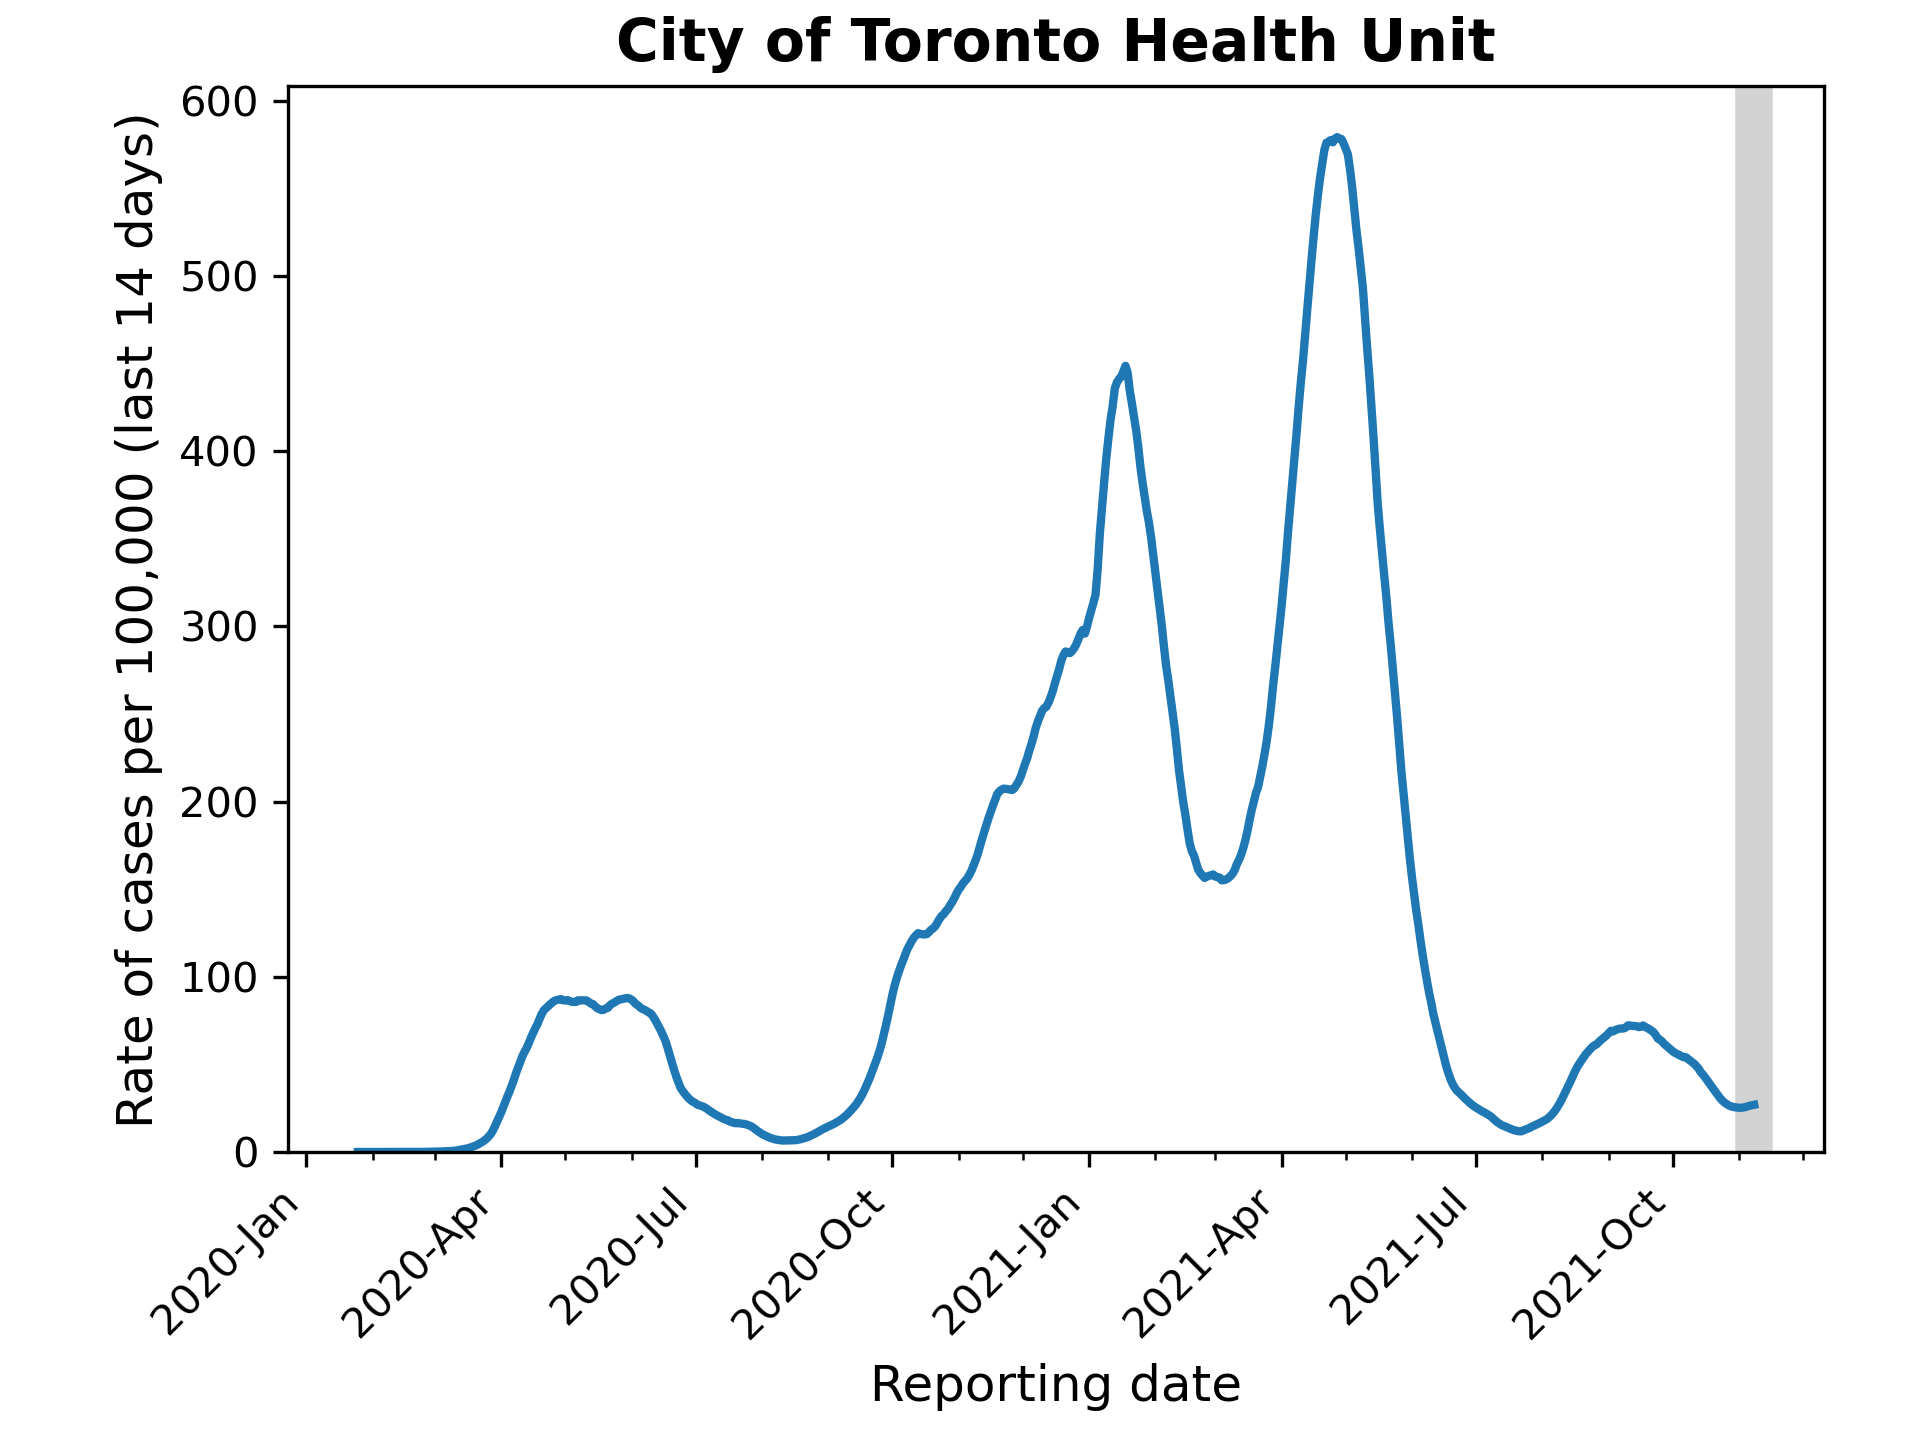 City of Toronto Health Unit
Rate of cases per 100,000 (last 14 days)
600
500
400
300
200
100
0
2020-Jan
2020-Apr
2020-Jul
2020-Oct
2021-Jan
2021-Apr
2021-Jul
2021-Oct
Reporting date